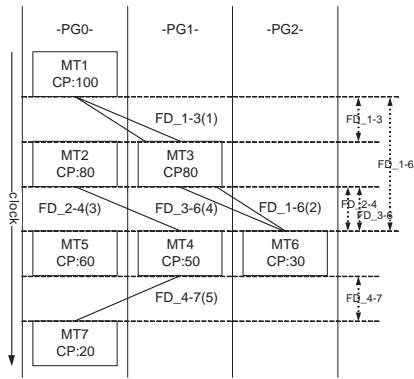 -PG0-
-PG1-
-PG2-
MT1
CP:100
FD_1-3(1)
FD_1-3
MT2
CP:80
MT3
CP80
FD_1-6
FD_2-4(3)
FD_3-6(4)
FD_1-6(2)
FD_2-4
FD_3-6
clock
MT5
CP:60
MT4
CP:50
MT6
CP:30
FD_4-7(5)
FD_4-7
MT7
CP:20